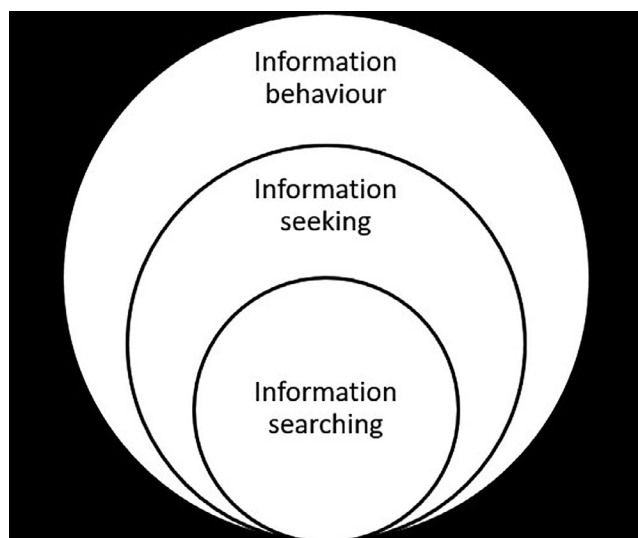 Information
behaviour
Information
seeking
Information
searching